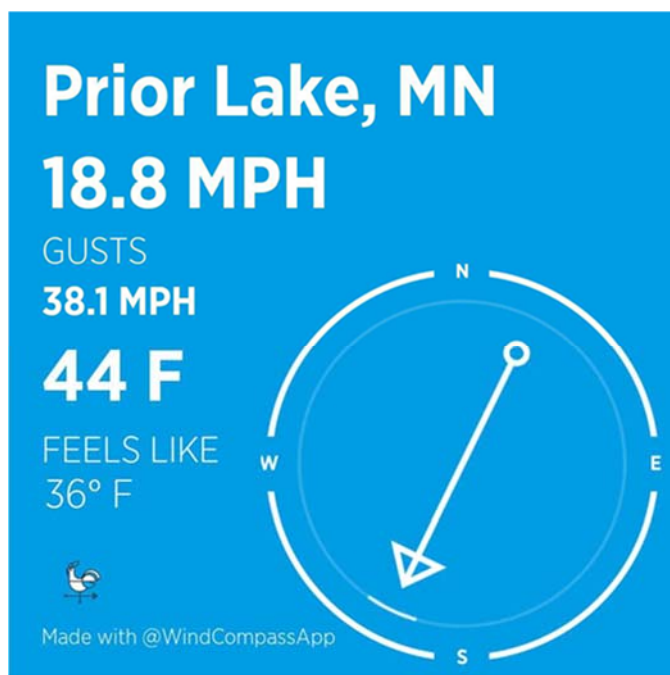 Prior Lake, MN
18.8 MPH
GUSTS
38.1 MPH
44 F
FEELS LIKE
36° F
N
W
E
S
Made with @WindCompassApp